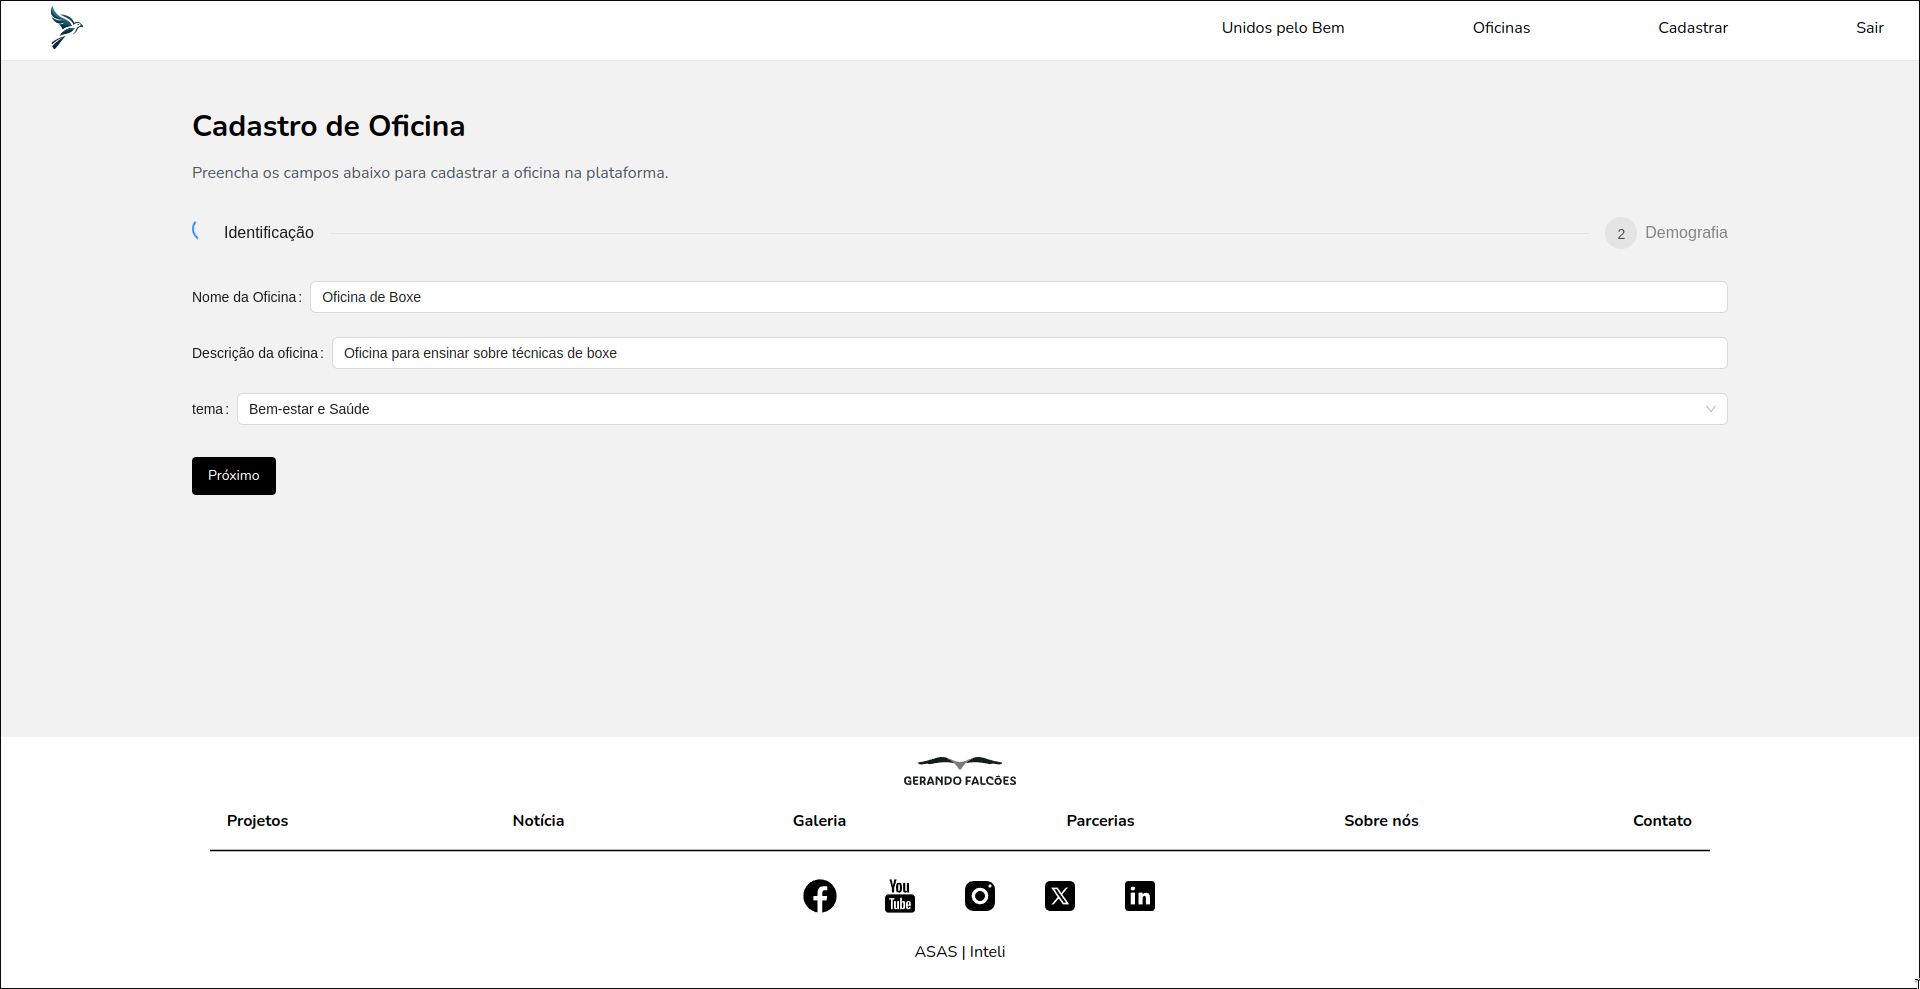 Unidos pelo Bem Oficinas Cadastrar Sair
Cadastro de Oficina
Preencha os campos abaixo para cadastrar a oficina na plataforma.
Identificação 2 Demografia
Nome da Oficina: Oficina de Boxe
Descrição da oficina: Oficina para ensinar sobre técnicas de boxe
tema: Bem-estar e Saúde
Próximo
GERANDO FALCÕES
Projetos Notícia Galeria Parcerias Sobre nós Contato
You
Tube
in
ASAS | Inteli